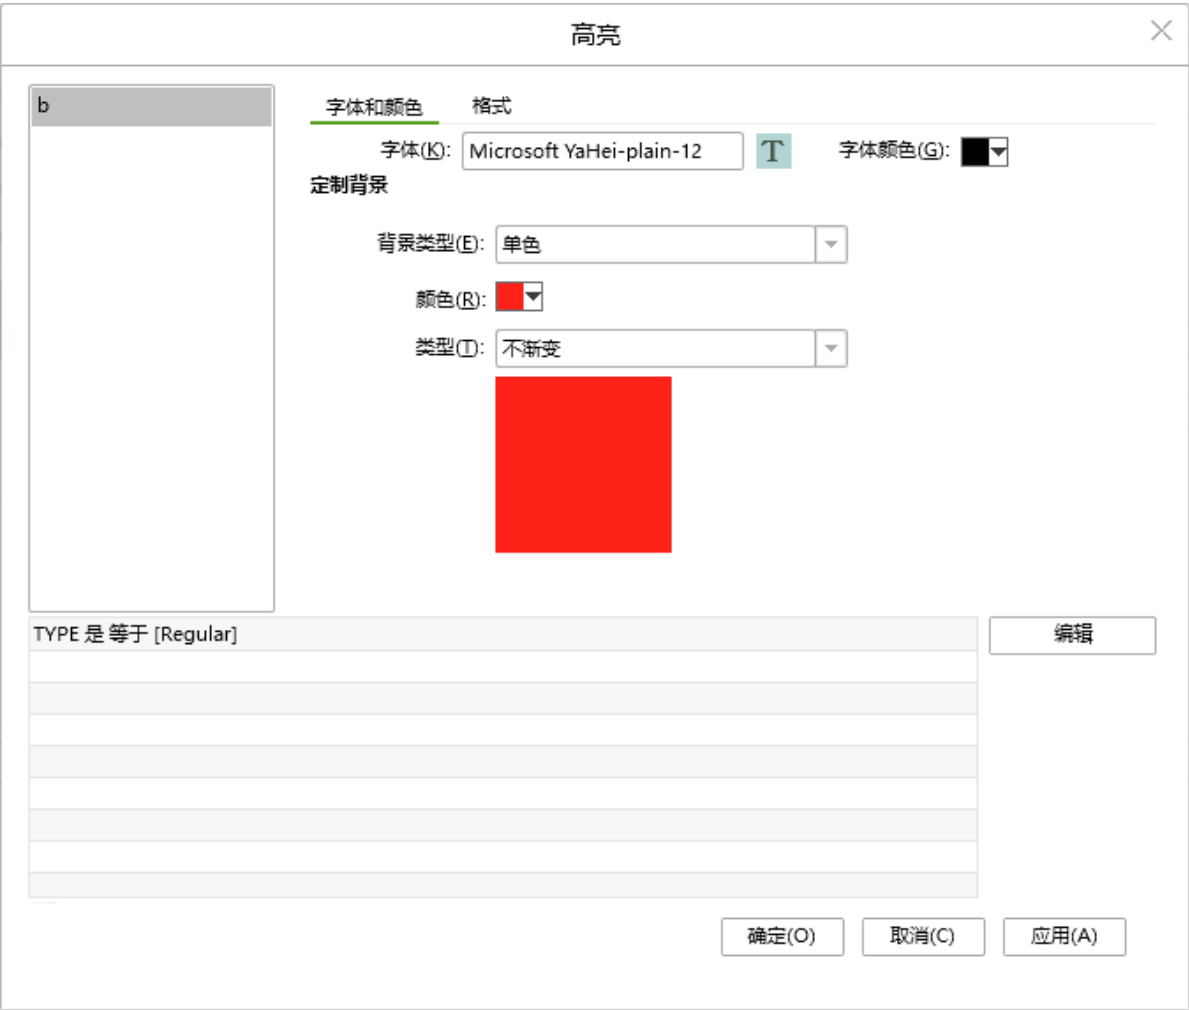 高亮
b
字体和颜色 格式
字体(K): Microsoft YaHei-plain-12 T 字体颜色(G):
定制背景
背景类型(E): 单色
颜色(R):
类型(T): 不渐变
TYPE 是 等于 [Regular] 编辑
确定(O) 取消(C) 应用(A)